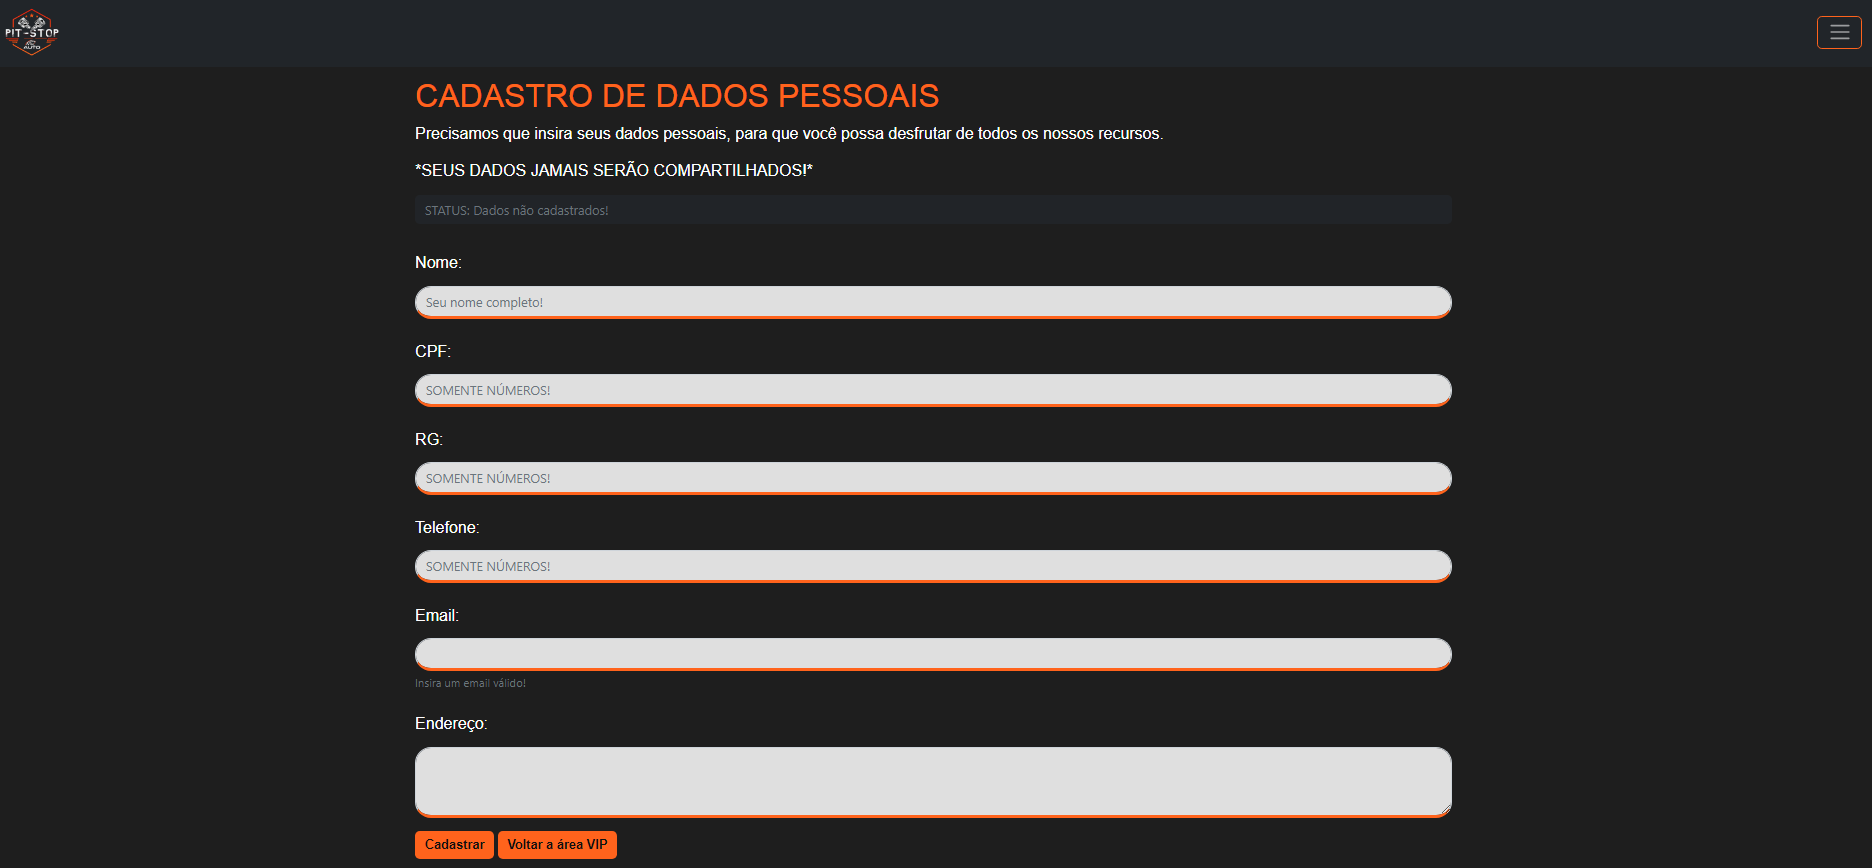 PIT-STOP
AUTO
CADASTRO DE DADOS PESSOAIS
Precisamos que insira seus dados pessoais, para que você possa desfrutar de todos os nossos recursos.
*SEUS DADOS JAMAIS SERÃO COMPARTILHADOS!*
STATUS: Dados não cadastrados!
Nome:
Seu nome completo!
CPF:
SOMENTE NÚMEROS!
RG:
SOMENTE NÚMEROS!
Telefone:
SOMENTE NÚMEROS!
Email:
Insira um email válido!
Endereço:
Cadastrar Voltar a área VIP